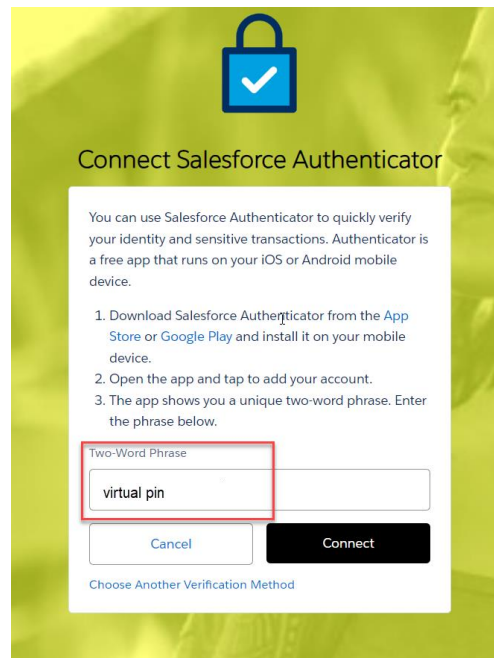 Connect Salesforce Authenticator
You can use Salesforce Authenticator to quickly verify
your identity and sensitive transactions. Authenticator is
a free app that runs on your iOS or Android mobile
device.
1. Download Salesforce Authenticator from the App
Store or Google Play and install it on your mobile
device.
2. Open the app and tap to add your account.
3. The app shows you a unique two-word phrase. Enter
the phrase below.
Two-Word Phrase
virtual pin
Cancel Connect
Choose Another Verification Method